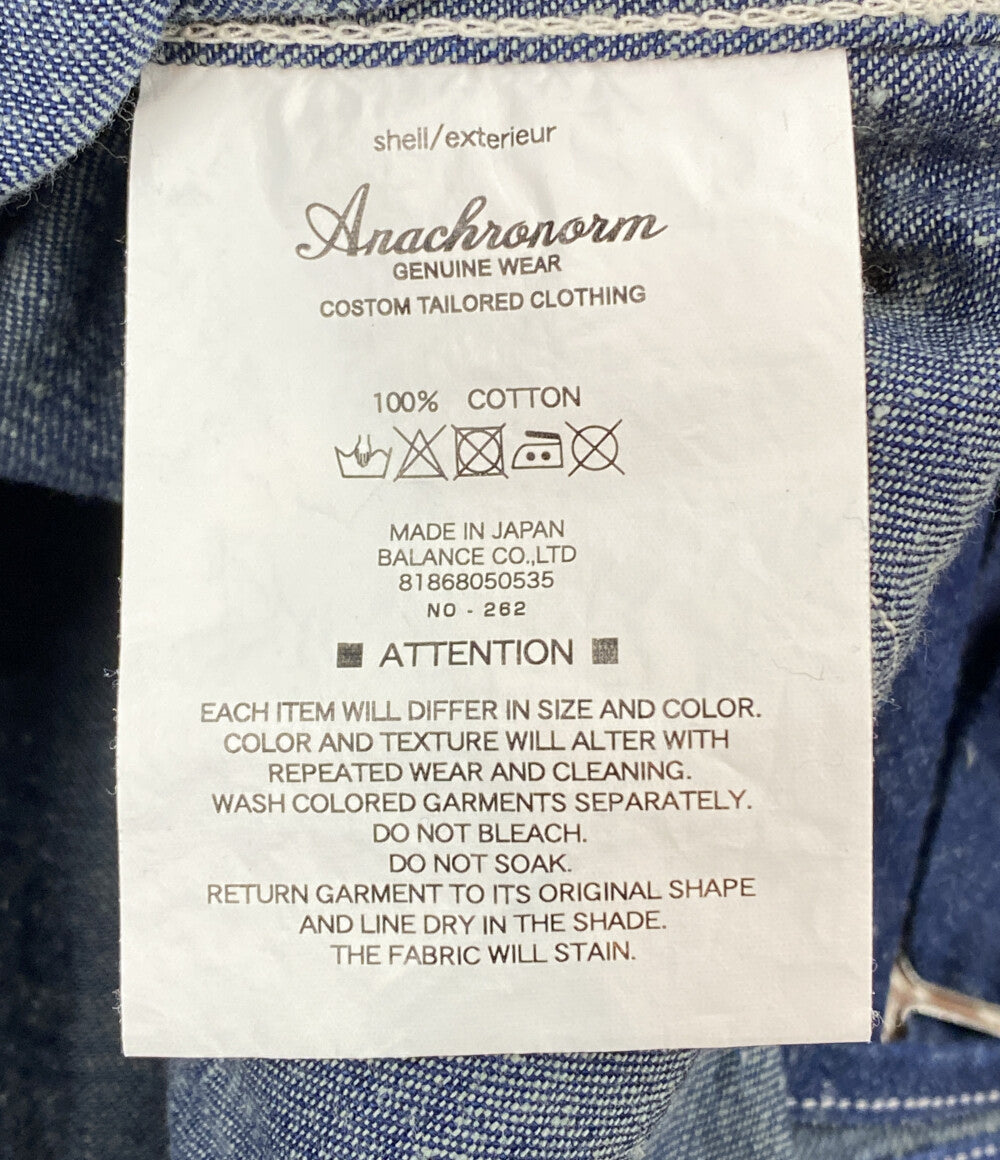 shell/exterieur
Anachronorm
GENUINE WEAR
COSTOM TAILORED CLOTHING
100% COTTON
MADE IN JAPAN
BALANCE CO.,LTD
81868050535
NO - 262
ATTENTION
EACH ITEM WILL DIFFER IN SIZE AND COLOR.
COLOR AND TEXTURE WILL ALTER WITH
REPEATED WEAR AND CLEANING.
WASH COLORED GARMENTS SEPARATELY.
DO NOT BLEACH.
DO NOT SOAK.
RETURN GARMENT TO ITS ORIGINAL SHAPE
AND LINE DRY IN THE SHADE.
THE FABRIC WILL STAIN.